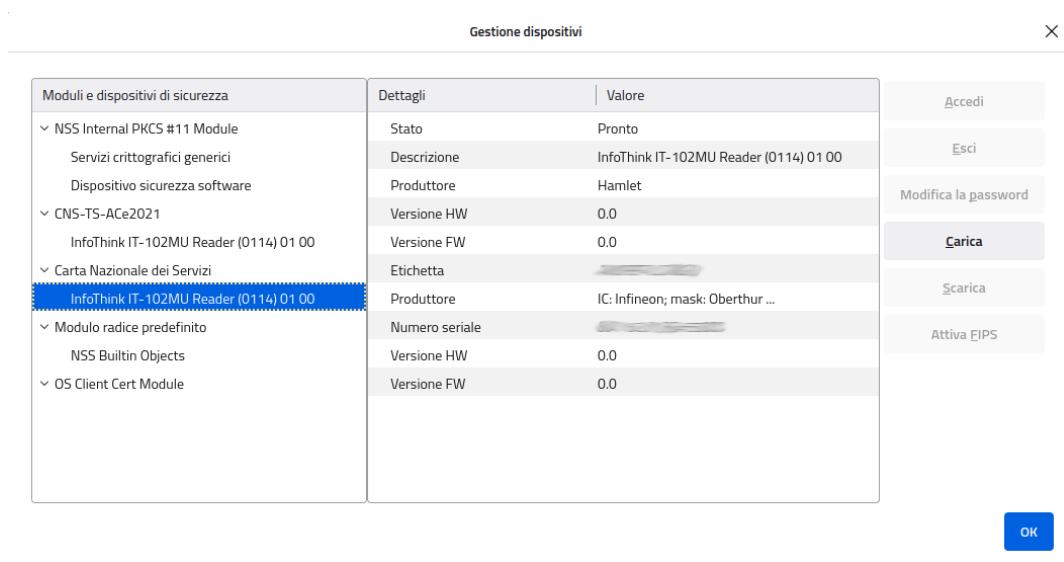 Gestione dispositivi
Moduli e dispositivi di sicurezza
NSS Internal PKCS #11 Module
Servizi crittografici generici
Dispositivo sicurezza software
CNS-TS-ACe2021
InfoThink IT-102MU Reader (0114) 01 00
Carta Nazionale dei Servizi
InfoThink IT-102MU Reader (0114) 01 00
Modulo radice predefinito
NSS Builtin Objects
OS Client Cert Module
Dettagli Valore
Stato Pronto
Descrizione InfoThink IT-102MU Reader (0114) 01 00
Produttore Hamlet
Versione HW 0.0
Versione FW 0.0
Etichetta
Produttore IC: Infineon; mask: Oberthur ...
Numero seriale
Versione HW 0.0
Versione FW 0.0
Accedi
Esci
Modifica la password
Carica
Scarica
Attiva FIPS
OK